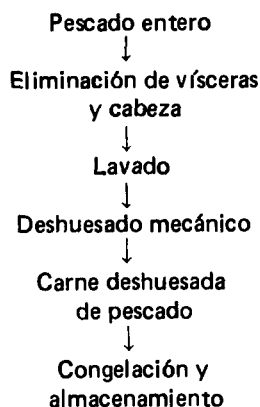 Pescado entero
↓
Eliminación de vísceras
y cabeza
↓
Lavado
↓
Deshuesado mecánico
↓
Carne deshuesada
de pescado
↓
Congelación y
almacenamiento